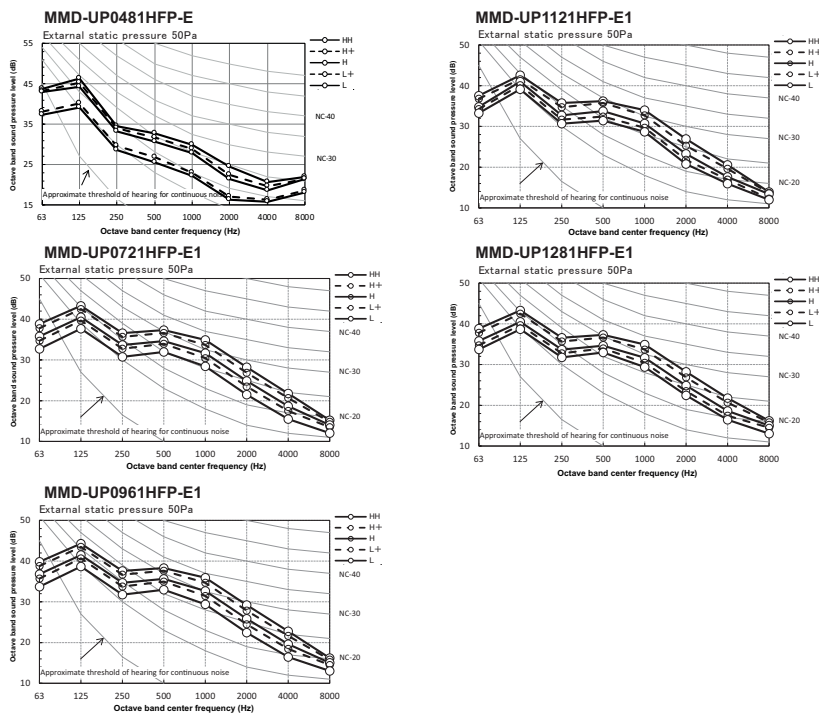 MMD-UP0481HFP-E
Extarnal static pressure 50Pa
Octave band sound pressure level (dB)
55
45
35
25
15
HH
H+
H
L+
L
NC-40
NC-30
Approximate threshold of hearing for continuous noise
63 125 250 500 1000 2000 4000 8000
Octave band center frequency (Hz)
MMD-UP1121HFP-E1
Extarnal static pressure 50Pa
Octave band sound pressure level (dB)
50
40
30
20
10
HH
H+
H
L+
L
NC-40
NC-30
NC-20
Approximate threshold of hearing for continuous noise
63 125 250 500 1000 2000 4000 8000
Octave band center frequency (Hz)
MMD-UP0721HFP-E1
Extarnal static pressure 50Pa
Octave band sound pressure level (dB)
50
40
30
20
10
HH
H+
H
L+
L
NC-40
NC-30
NC-20
Approximate threshold of hearing for continuous noise
63 125 250 500 1000 2000 4000 8000
Octave band center frequency (Hz)
MMD-UP1281HFP-E1
Extarnal static pressure 50Pa
Octave band sound pressure level (dB)
50
40
30
20
10
HH
H+
H
L+
L
NC-40
NC-30
NC-20
Approximate threshold of hearing for continuous noise
63 125 250 500 1000 2000 4000 8000
Octave band center frequency (Hz)
MMD-UP0961HFP-E1
Extarnal static pressure 50Pa
Octave band sound pressure level (dB)
50
40
30
20
10
HH
H+
H
L+
L
NC-40
NC-30
NC-20
Approximate threshold of hearing for continuous noise
63 125 250 500 1000 2000 4000 8000
Octave band center frequency (Hz)